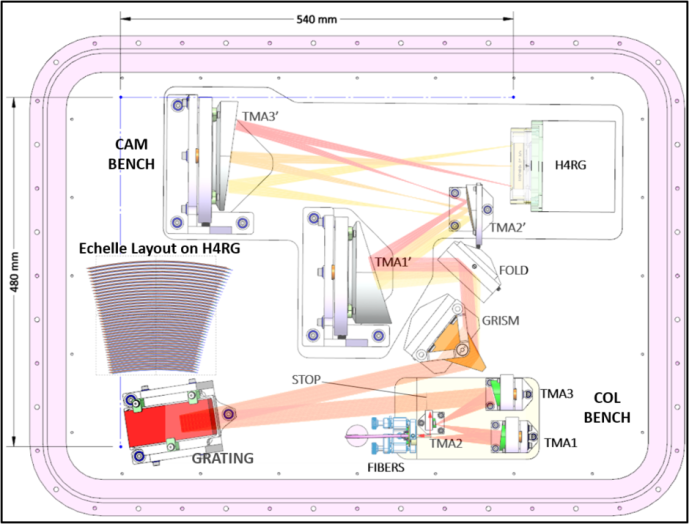 540 mm
TMA3′
CAM
BENCH
H4RG
TMA2′
Echelle Layout on H4RG
TMA1′
FOLD
480 mm
GRISM
STOP
TMA3
COL
BENCH
TMA2
TMA1
GRATING
FIBERS